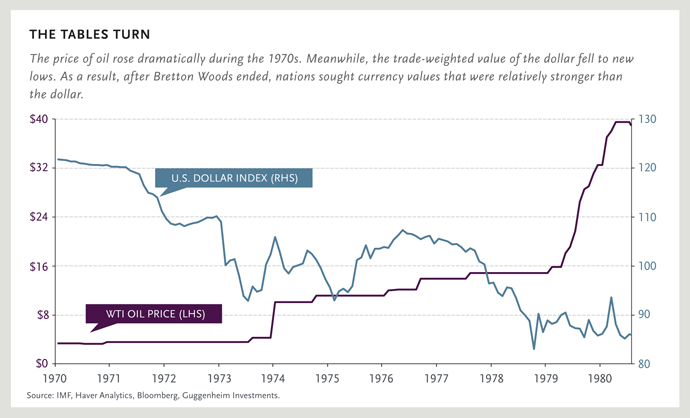 THE TABLES TURN
The price of oil rose dramatically during the 1970s. Meanwhile, the trade-weighted value of the dollar fell to new
lows. As a result, after Bretton Woods ended, nations sought currency values that were relatively stronger than
the dollar.
$40
130
$32
120
U.S. DOLLAR INDEX (RHS)
$24
110
$16
100
WTI OIL PRICE (LHS)
$8
90
$0
80
1970 1971 1972 1973 1974 1975 1976 1977 1978 1979 1980
Source: IMF, Haver Analytics, Bloomberg, Guggenheim Investments.